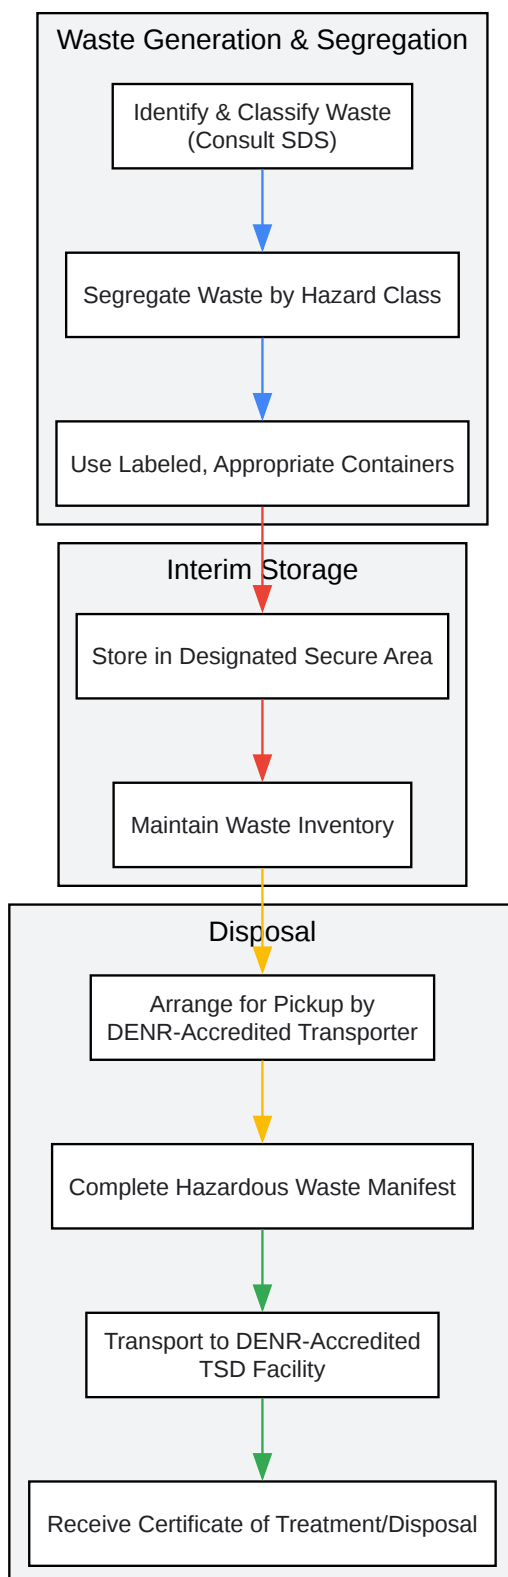 Waste Generation & Segregation
Identify & Classify Waste
(Consult SDS)
Segregate Waste by Hazard Class
Use Labeled, Appropriate Containers
Interim Storage
Store in Designated Secure Area
Maintain Waste Inventory
Disposal
Arrange for Pickup by
DENR-Accredited Transporter
Complete Hazardous Waste Manifest
Transport to DENR-Accredited
TSD Facility
Receive Certificate of Treatment/Disposal